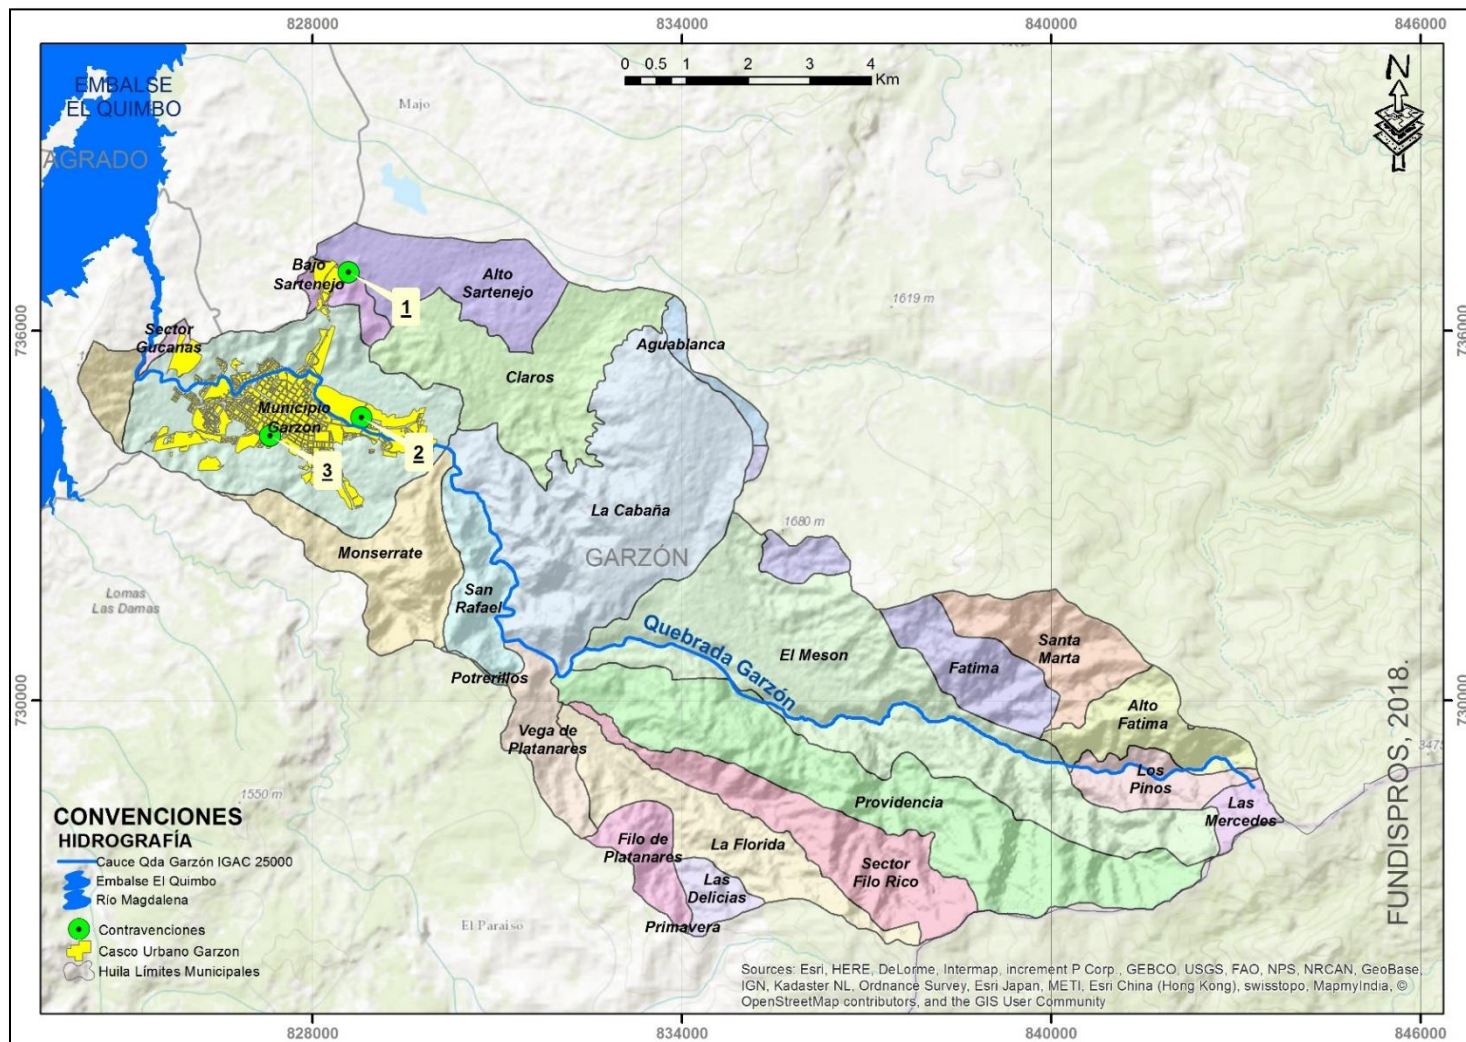 828000
834000
840000
846000
0 0.5 1 2 3 4
Km
N
EMBALSE
EL QUIMBO
AGRADO
Majo
736000
736000
Bajo
Sartenejo
Alto
Sartenejo
1
1619 m
Sector
Gucanas
Aguablanca
Claros
Municipio
Garzon
2
3
La Cabaña
1680 m
GARZÓN
Monserrate
San
Rafael
Lomas
Las Damas
Quebrada Garzón
El Meson
Santa
Marta
Fatima
Potrerillos
730000
730000
Alto
Fatima
Vega de
Platanares
3475
Los
Pinos
Las
Mercedes
1550 m
Providencia
Filo de
Platanares
La Florida
Sector
Filo Rico
Las
Delicias
Primavera
El Paraiso
FUNDISPROS, 2018.
CONVENCIONES
HIDROGRAFÍA
Cauce Qda Garzón IGAC 25000
Embalse El Quimbo
Río Magdalena
Contravenciones
Casco Urbano Garzon
Huila Límites Municipales
Sources: Esri, HERE, DeLorme, Intermap, increment P Corp., GEBCO, USGS, FAO, NPS, NRCAN, GeoBase,
IGN, Kadaster NL, Ordnance Survey, Esri Japan, METI, Esri China (Hong Kong), swisstopo, MapmyIndia, ©
OpenStreetMap contributors, and the GIS User Community
828000
834000
840000
846000